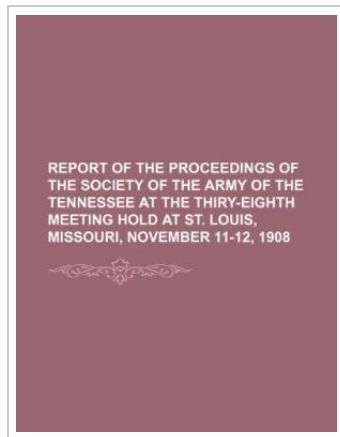 REPORT OF THE PROCEEDINGS OF
THE SOCIETY OF THE ARMY OF THE
TENNESSEE AT THE THIRY-EIGHTH
MEETING HOLD AT ST. LOUIS,
MISSOURI, NOVEMBER 11-12, 1908